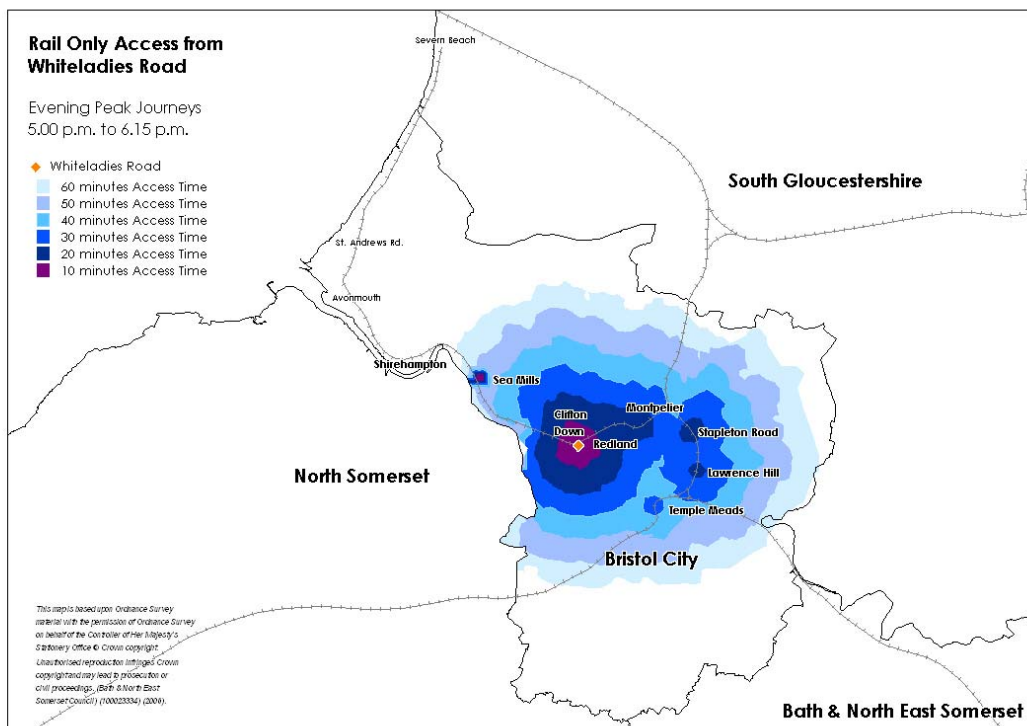 Rail Only Access from
Whiteladies Road
Evening Peak Journeys
5.00 p.m. to 6.15 p.m.
Whiteladies Road
60 minutes Access Time
50 minutes Access Time
40 minutes Access Time
30 minutes Access Time
20 minutes Access Time
10 minutes Access Time
Severn Beach
South Gloucestershire
St. Andrews Rd.
Avonmouth
Shirehampton
Sea Mills
Clifton
Down
Montpelier
Redland
Stapleton Road
North Somerset
Lawrence Hill
Temple Meads
Bristol City
This map is based upon Ordnance Survey
material with the permission of Ordnance Survey
on behalf of the Controller of Her Majesty's
Stationery Office © Crown copyright.
Unauthorised reproduction infringes Crown
copyright and may lead to prosecution or
civil proceedings. (Bath & North East
Somerset Council) (100023334) (2006).
Bath & North East Somerset